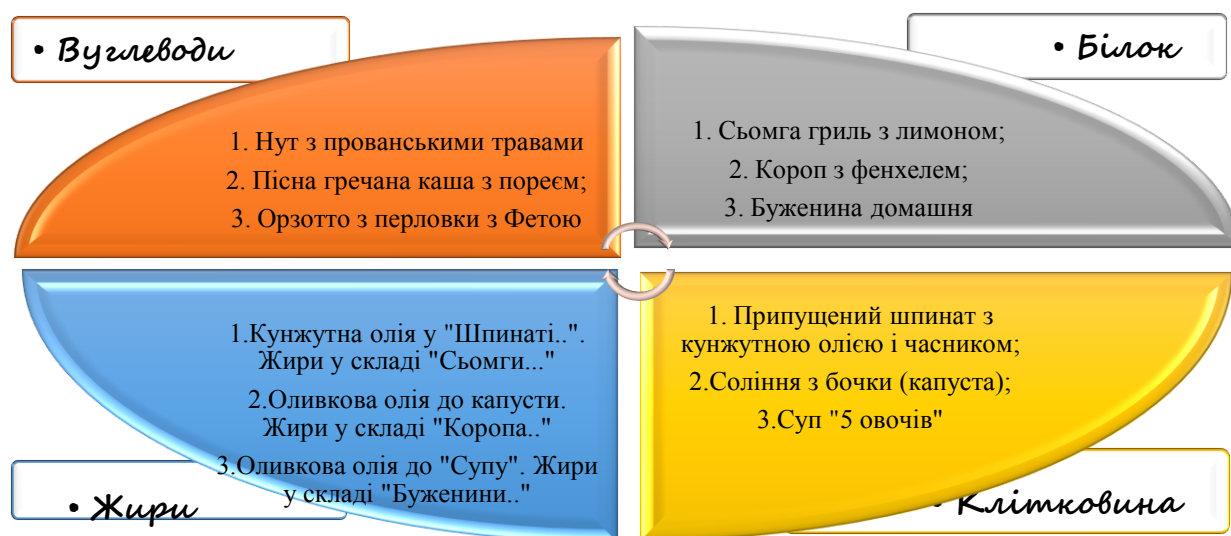 • Вуглеводи
1. Нут з прованськими травами
2. Пісна гречана каша з пореєм;
3. Орзотто з перловки з Фетою
• Білок
1. Сьомга гриль з лимоном;
2. Короп з фенхелем;
3. Буженина домашня
1.Кунжутна олія у "Шпинаті..".
Жири у складі "Сьомги..."
2.Оливкова олія до капусти.
Жири у складі "Коропа.."
3.Оливкова олія до "Супу". Жири
у складі "Буженини.."
• Жири
1. Припущений шпинат з
кунжутною олією і часником;
2.Соління з бочки (капуста);
3.Суп "5 овочів"
• Клітковина